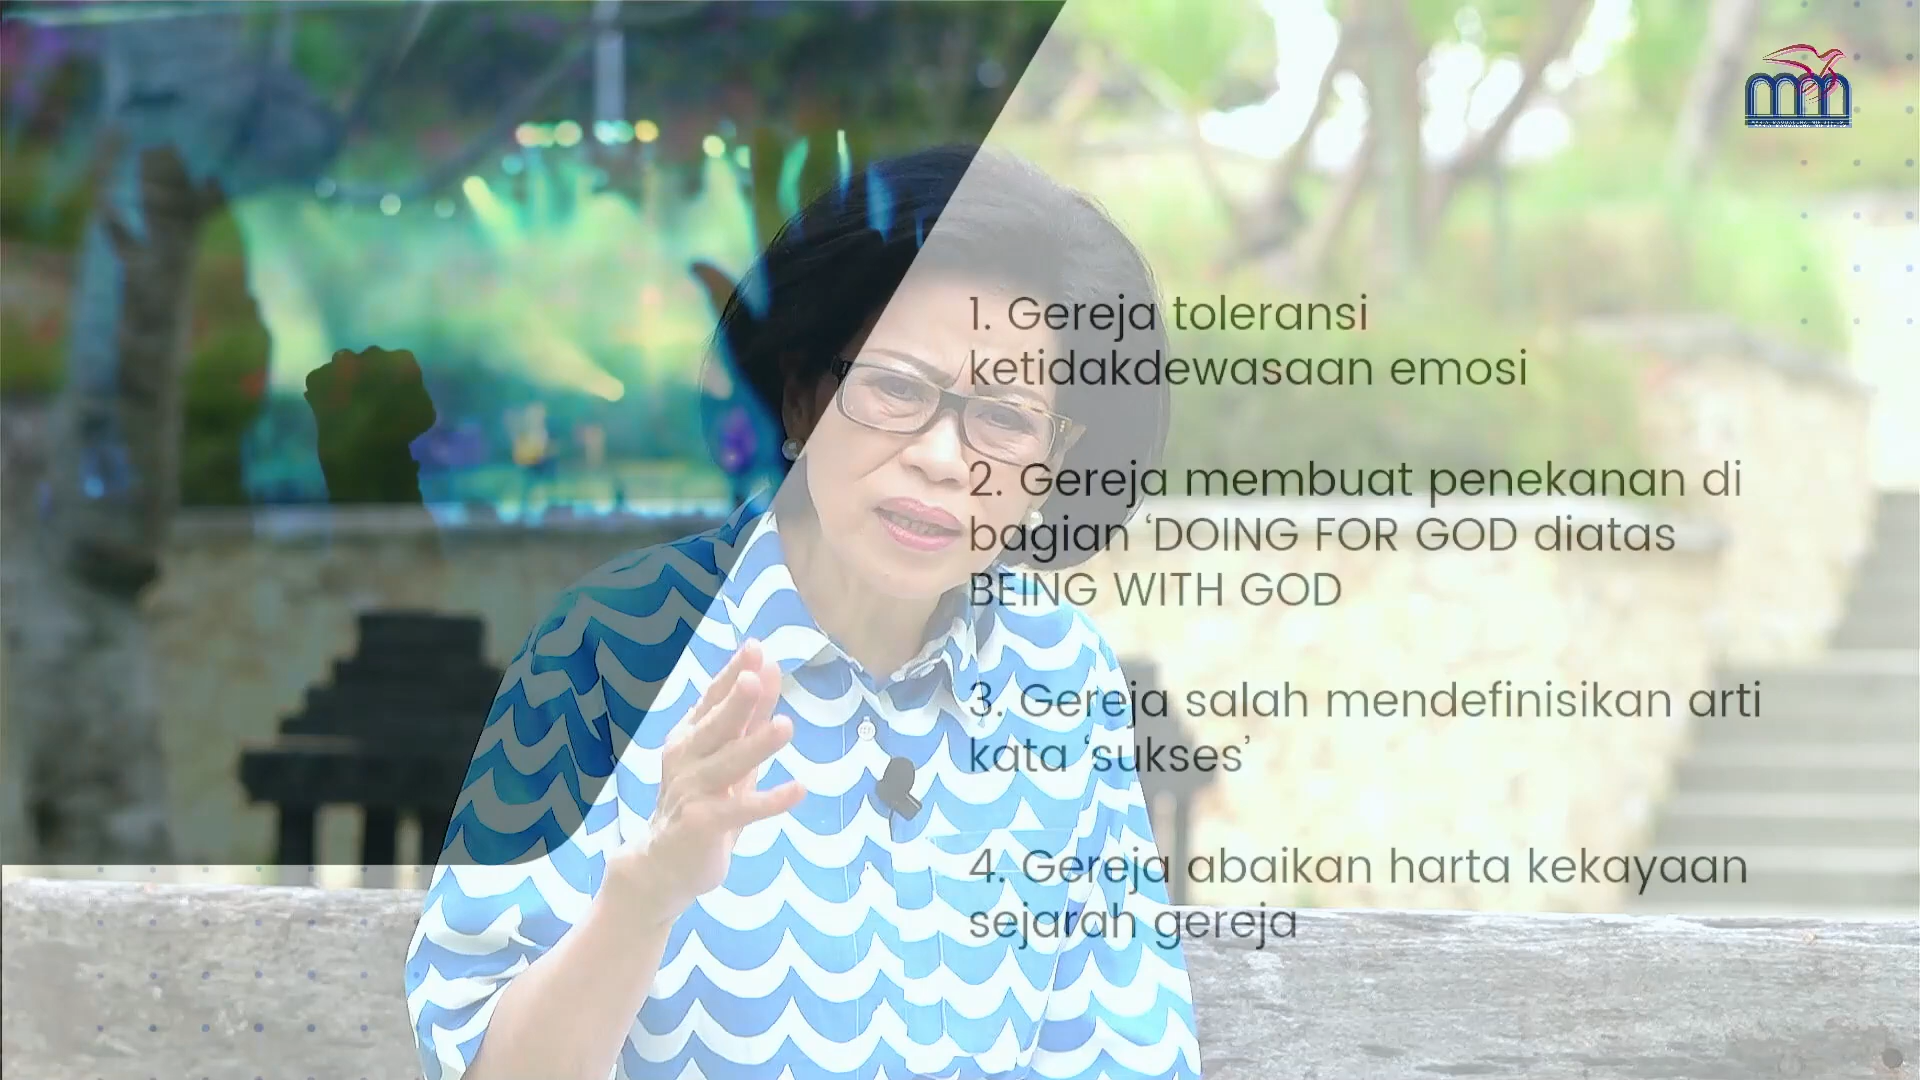 1. Gereja toleransi
ketidakdewasaan emosi
2. Gereja membuat penekanan di
bagian ‘DOING FOR GOD diatas
BEING WITH GOD
3. Gereja salah mendefinisikan arti
kata ‘sukses’
4. Gereja abaikan harta kekayaan
sejarah gereja